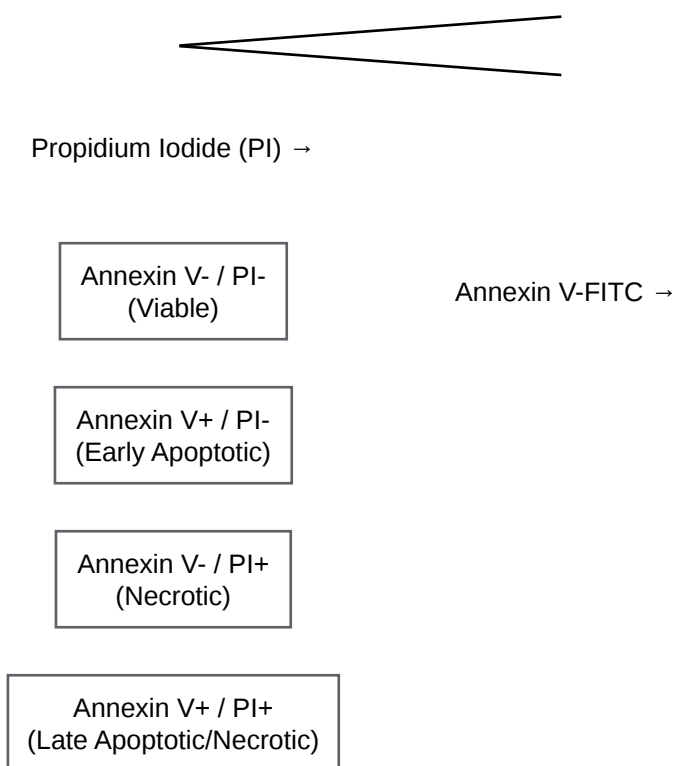 Propidium Iodide (PI) →
Annexin V- / PI-
(Viable)
Annexin V-FITC →
Annexin V+ / PI-
(Early Apoptotic)
Annexin V- / PI+
(Necrotic)
Annexin V+ / PI+
(Late Apoptotic/Necrotic)